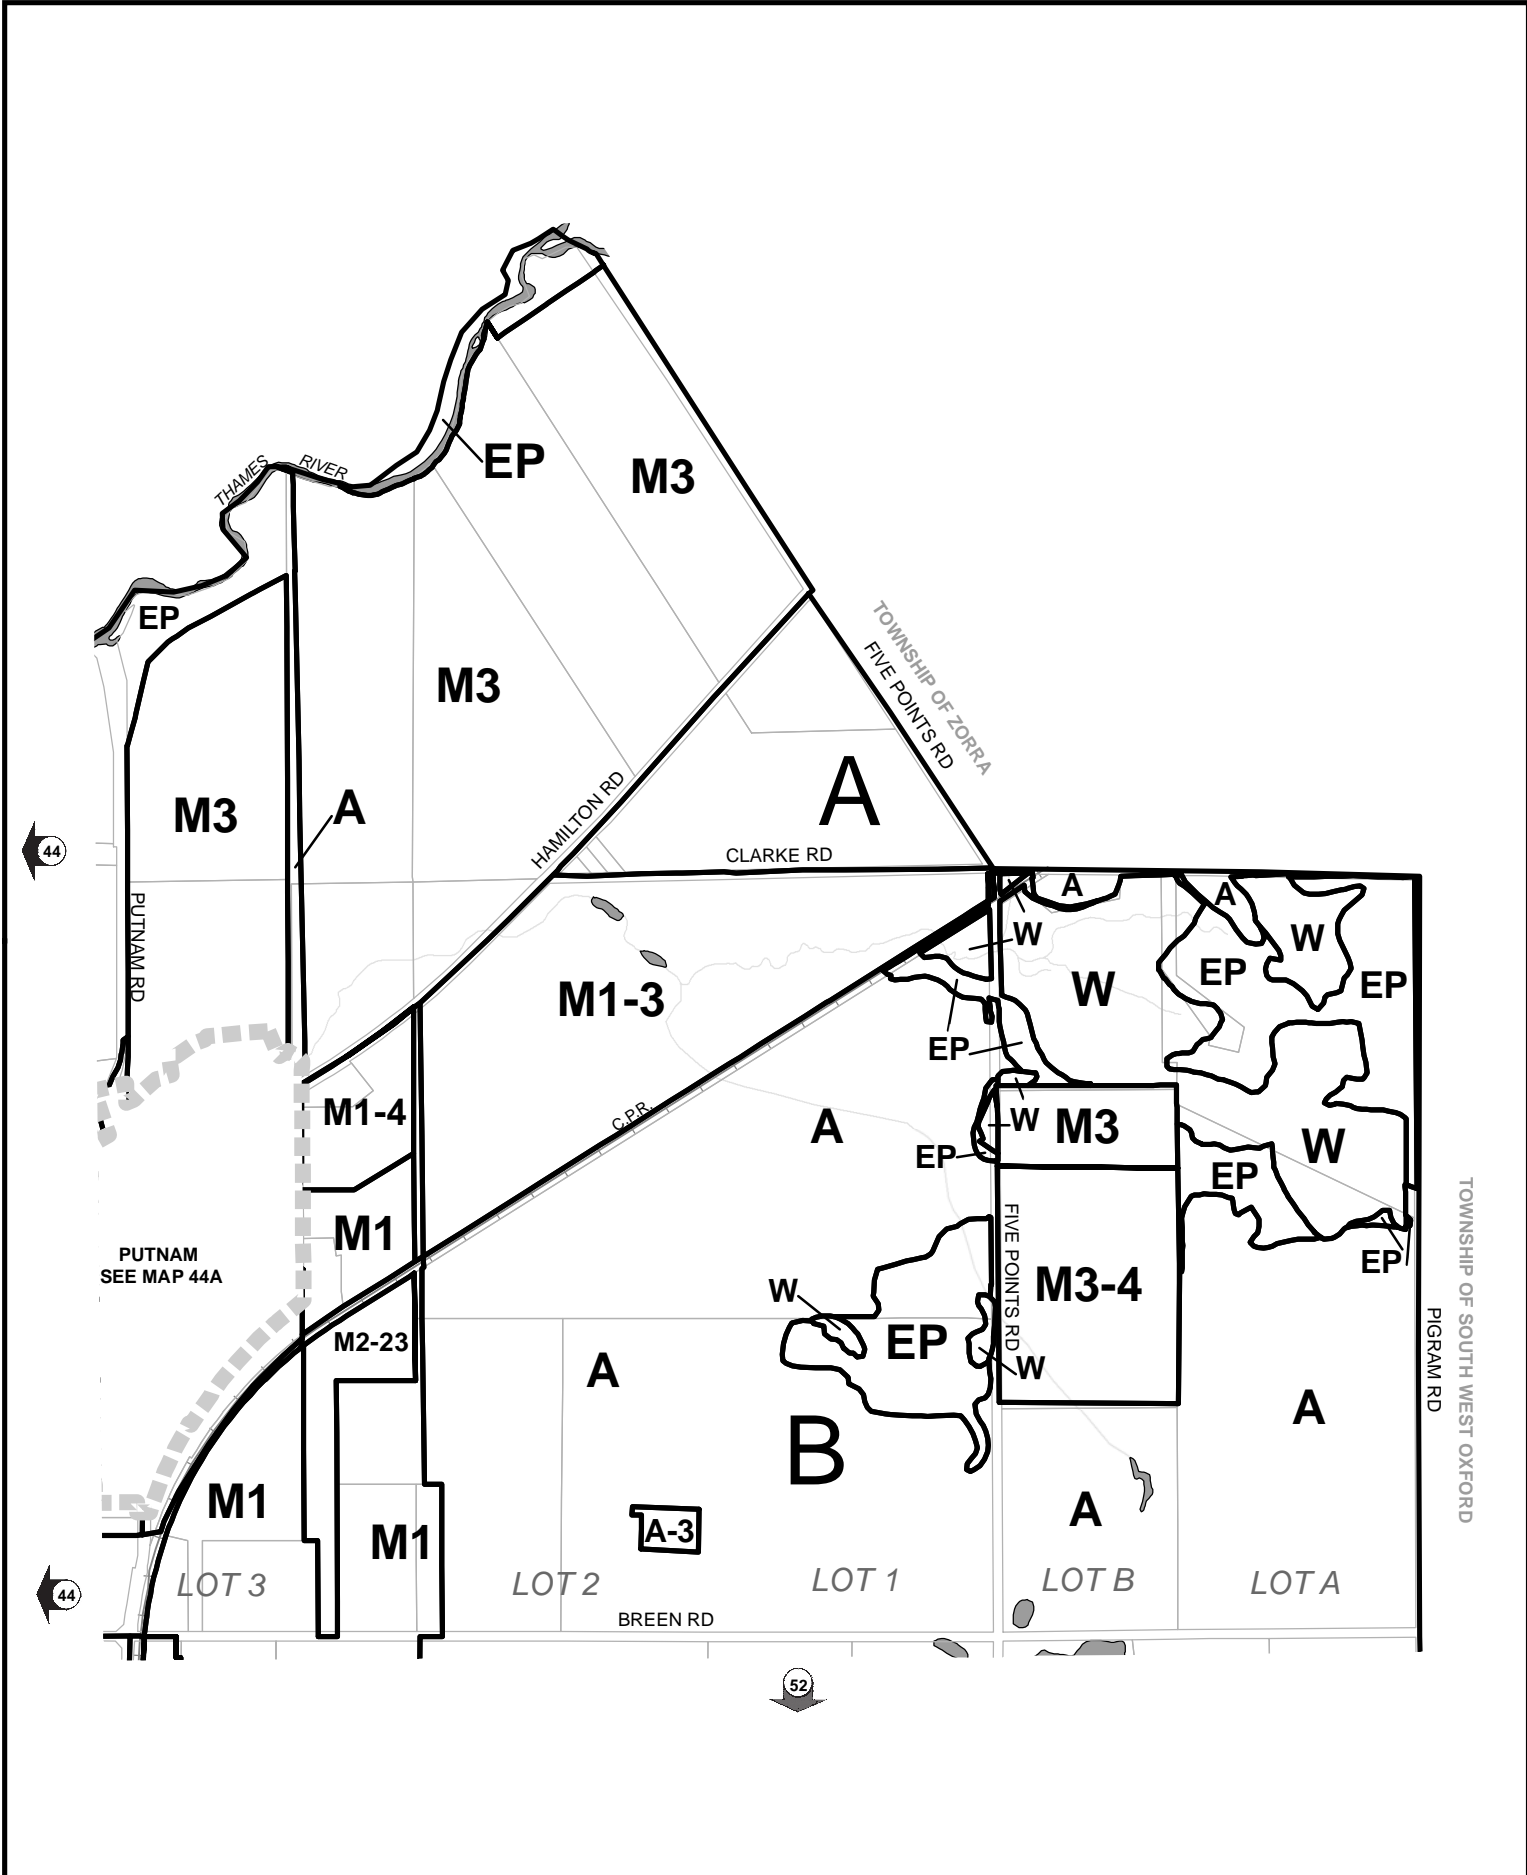 THAMES RIVER
EP
M3
EP
TOWNSHIP OF ZORRA
FIVE POINTS RD
M3
HAMILTON RD
A
M3
A
44
CLARKE RD
PUTNAM RD
A
A
W
W
EP
EP
W
M1-3
EP
M1-4
C.P.R.
A
W
M3
W
EP
EP
M1
PUTNAM
SEE MAP 44A
FIVE POINTS RD
M3-4
EP
TOWNSHIP OF SOUTH WEST OXFORD
PIGRAM RD
W
EP
M2-23
W
A
A
B
M1
A
A-3
M1
LOT 3
LOT 2
LOT 1
LOT B
LOT A
44
BREEN RD
52